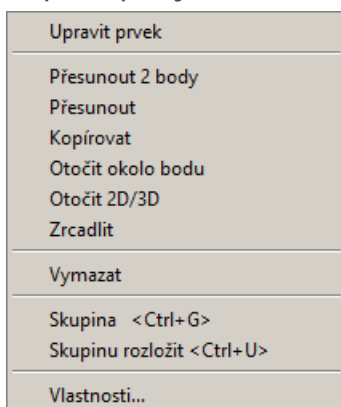 Upravit prvek
Přesunout 2 body
Přesunout
Kopírovat
Otočit okolo bodu
Otočit 2D/3D
Zrcadlit
Vymazat
Skupina <Ctrl+G>
Skupinu rozložit <Ctrl+U>
Vlastnosti...